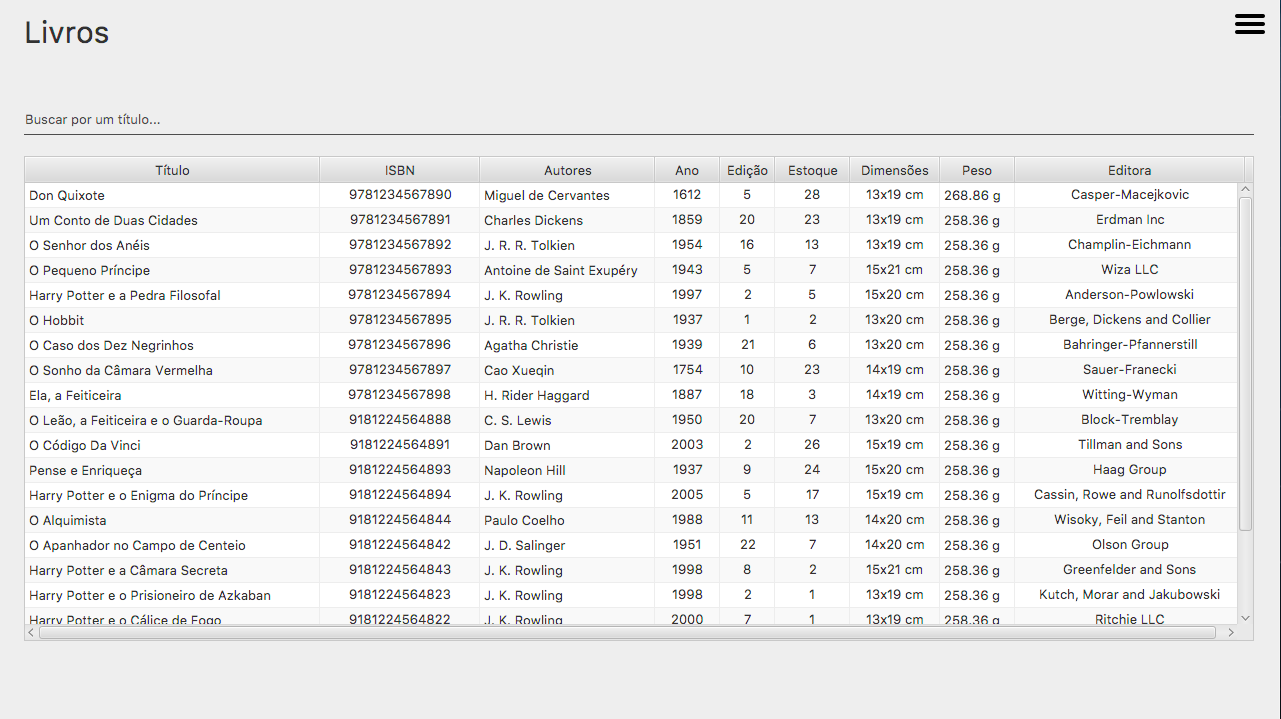 Livros
Buscar por um título...
Título ISBN Autores Ano Edição Estoque Dimensões Peso Editora
Don Quixote 9781234567890 Miguel de Cervantes 1612 5 28 13x19 cm 268.86 g Casper-Macejkovic
Um Conto de Duas Cidades 9781234567891 Charles Dickens 1859 20 23 13x19 cm 258.36 g Erdman Inc
O Senhor dos Anéis 9781234567892 J. R. R. Tolkien 1954 16 13 13x19 cm 258.36 g Champlin-Eichmann
O Pequeno Príncipe 9781234567893 Antoine de Saint Exupéry 1943 5 7 15x21 cm 258.36 g Wiza LLC
Harry Potter e a Pedra Filosofal 9781234567894 J. K. Rowling 1997 2 5 15x20 cm 258.36 g Anderson-Powlowski
O Hobbit 9781234567895 J. R. R. Tolkien 1937 1 2 13x20 cm 258.36 g Berge, Dickens and Collier
O Caso dos Dez Negrinhos 9781234567896 Agatha Christie 1939 21 6 13x20 cm 258.36 g Bahringer-Pfannerstill
O Sonho da Câmara Vermelha 9781234567897 Cao Xueqin 1754 10 23 14x19 cm 258.36 g Sauer-Franecki
Ela, a Feiticeira 9781234567898 H. Rider Haggard 1887 18 3 14x19 cm 258.36 g Witting-Wyman
O Leão, a Feiticeira e o Guarda-Roupa 9181224564888 C. S. Lewis 1950 20 7 13x20 cm 258.36 g Block-Tremblay
O Código Da Vinci 9181224564891 Dan Brown 2003 2 26 15x19 cm 258.36 g Tillman and Sons
Pense e Enriqueça 9181224564893 Napoleon Hill 1937 9 24 15x20 cm 258.36 g Haag Group
Harry Potter e o Enigma do Príncipe 9181224564894 J. K. Rowling 2005 5 17 15x19 cm 258.36 g Cassin, Rowe and Runolfsdottir
O Alquimista 9181224564844 Paulo Coelho 1988 11 13 14x20 cm 258.36 g Wisoky, Feil and Stanton
O Apanhador no Campo de Centeio 9181224564842 J. D. Salinger 1951 22 7 14x20 cm 258.36 g Olson Group
Harry Potter e a Câmara Secreta 9181224564843 J. K. Rowling 1998 8 2 15x21 cm 258.36 g Greenfelder and Sons
Harry Potter e o Prisioneiro de Azkaban 9181224564823 J. K. Rowling 1998 2 1 13x19 cm 258.36 g Kutch, Morar and Jakubowski
Harry Potter e o Cálice de Fogo 9181224564822 J. K. Rowling 2000 7 1 13x19 cm 258.36 g Ritchie LLC